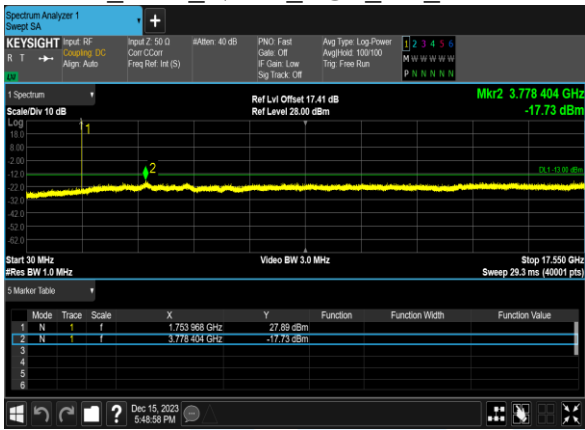 Spectrum Analyzer 1
Swept SA
KEYSIGHT Input: RF Input Z: 50 Ω #Atten: 40 dB PNO: Fast Avg Type: Log-Power 1 2 3 4 5 6
R T Coupling: DC Corr CCorr Gate: Off Avg|Hold: 100/100 M W W W W W
Align: Auto Freq Ref: Int (S) IF Gain: Low Trig: Free Run
LV Sig Track: Off P N N N N N
1 Spectrum Ref Lvl Offset 17.41 dB Mkr2 3.778 404 GHz
Scale/Div 10 dB Ref Level 28.00 dBm -17.73 dBm
Log
18.0
1
8.00
-2.00
2
-12.0
DL1 -13.00 dBm
-22.0
-32.0
-42.0
-52.0
-62.0
Start 30 MHz Video BW 3.0 MHz Stop 17.550 GHz
#Res BW 1.0 MHz Sweep 29.3 ms (40001 pts)
5 Marker Table
Mode Trace Scale X Y Function Function Width Function Value
1 N 1 f 1.753 968 GHz 27.89 dBm
2 N 1 f 3.778 404 GHz -17.73 dBm
3
4
5
6
? Dec 15, 2023
5:48:58 PM